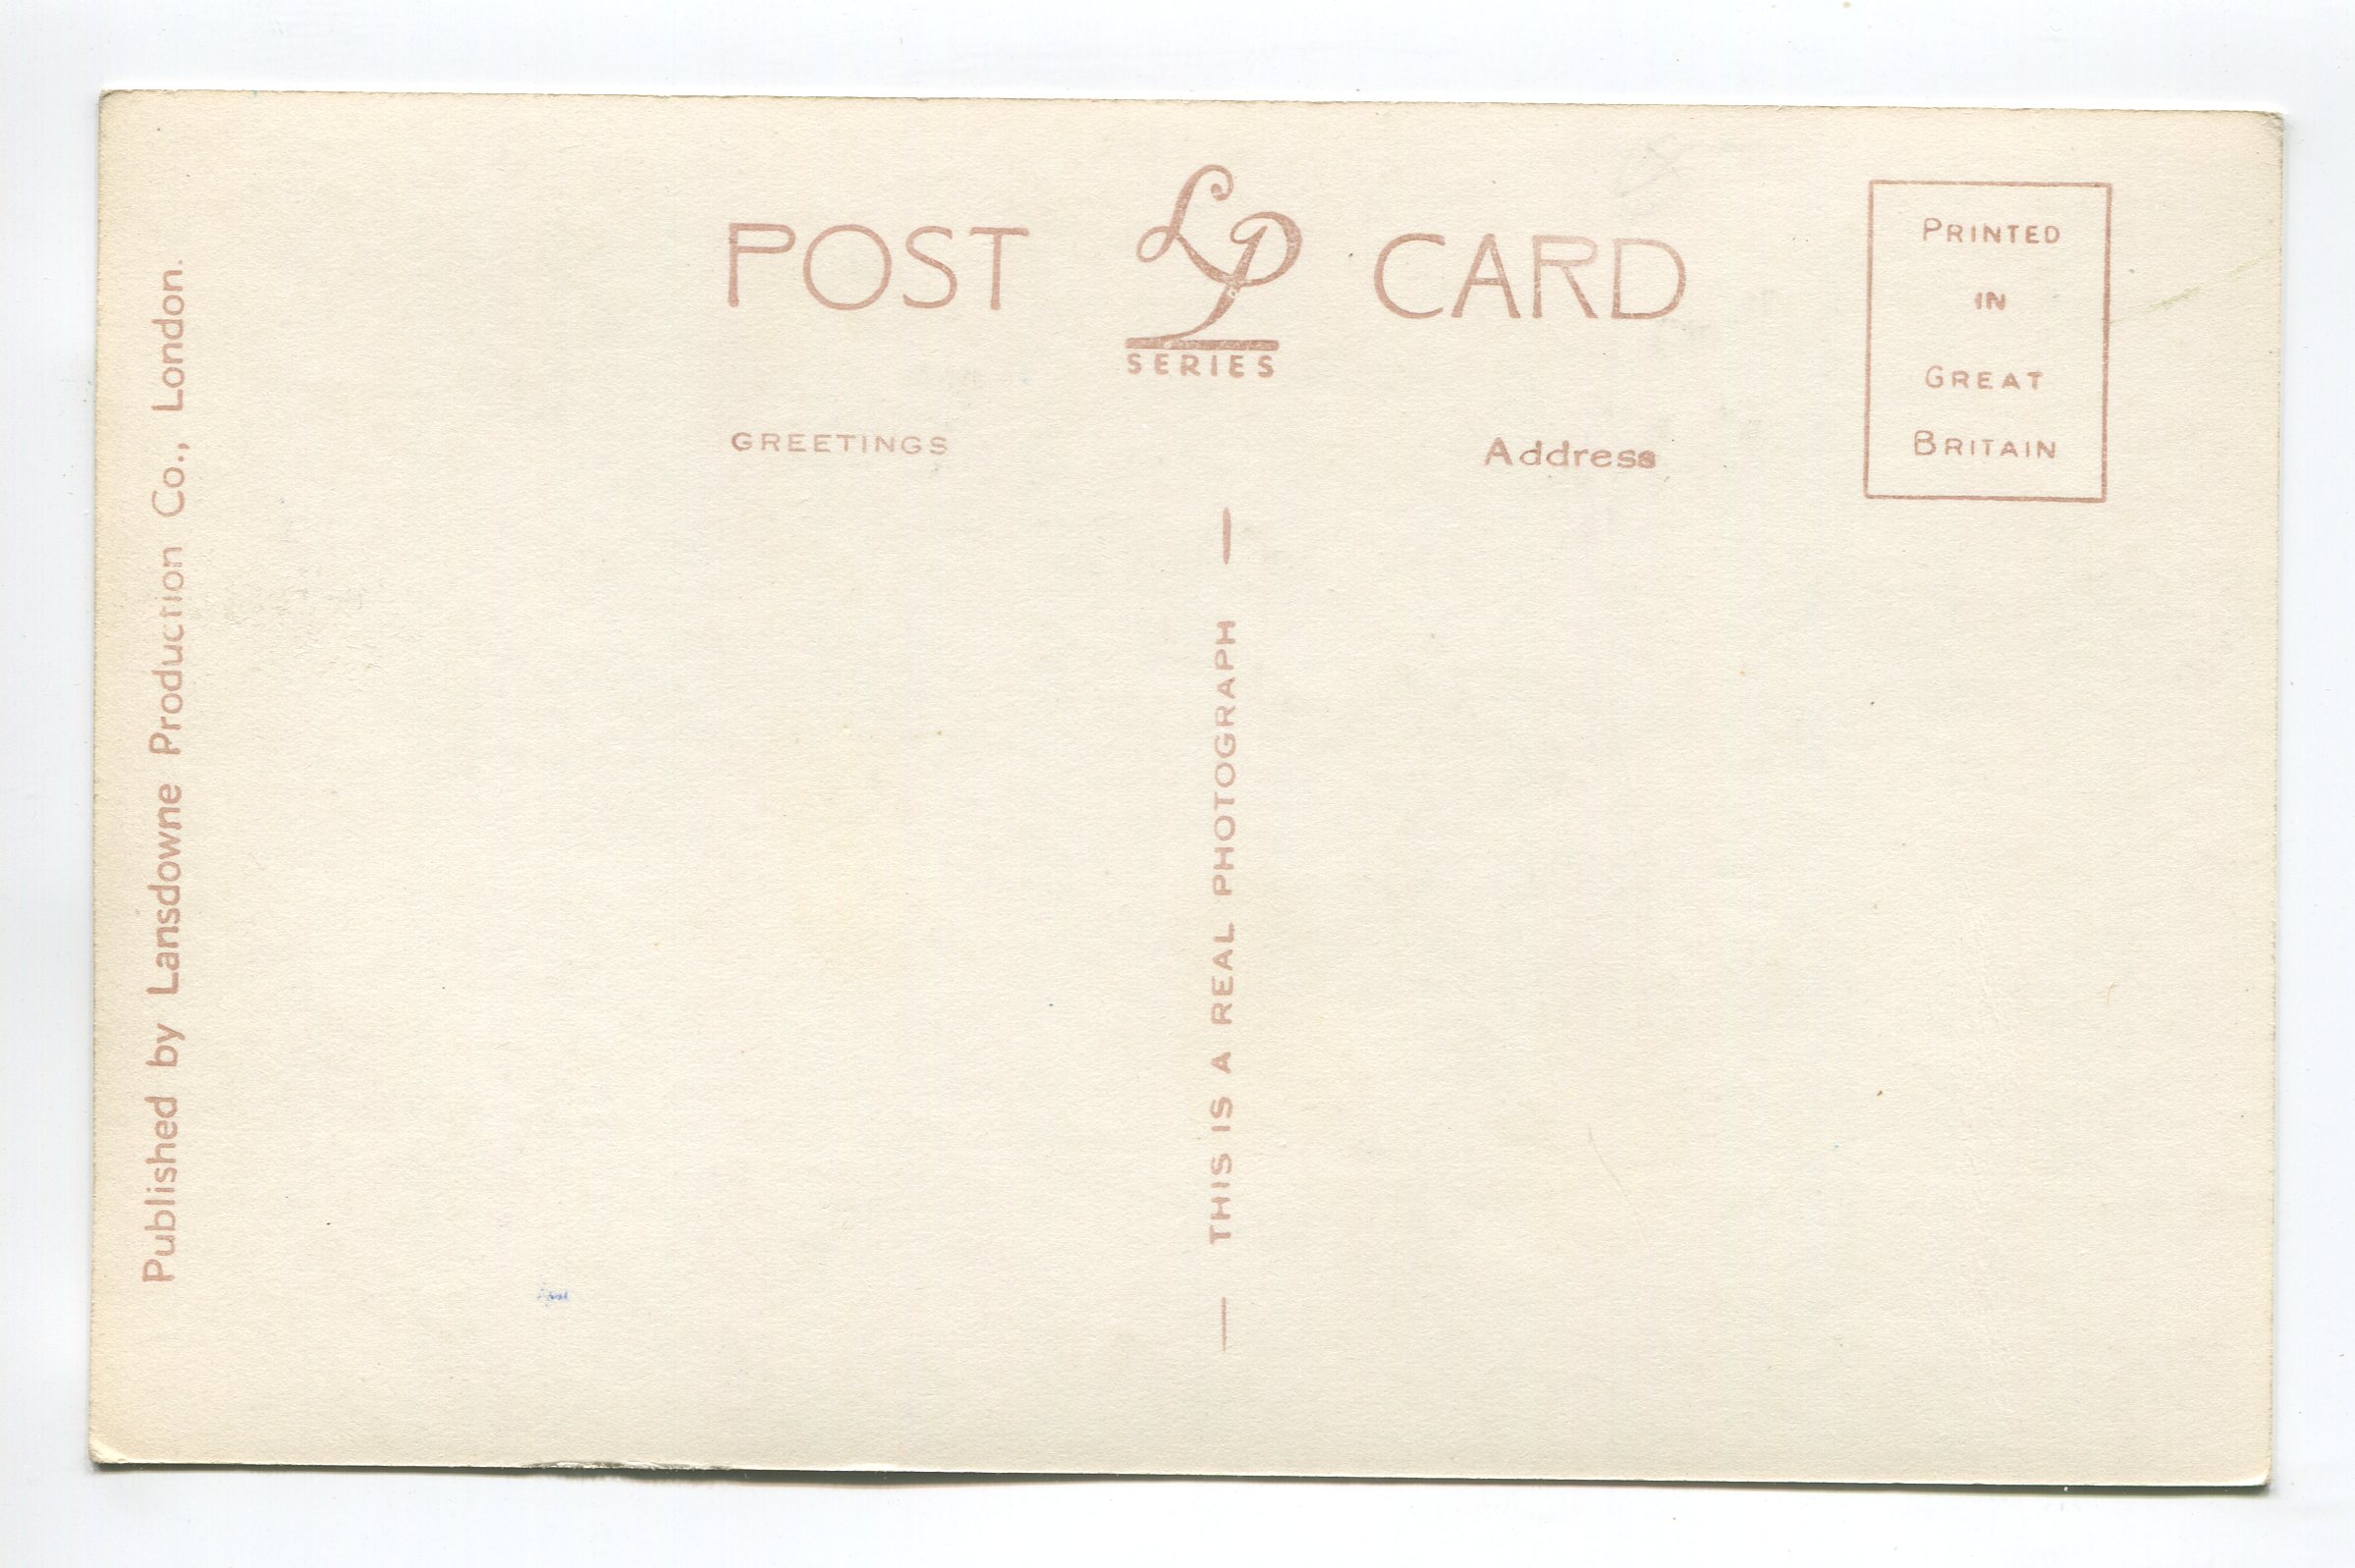 POST LP CARD
SERIES
GREETINGS
Address
PRINTED
IN
GREAT
BRITAIN
THIS IS A REAL PHOTOGRAPH
Published by Lansdowne Production Co., London.